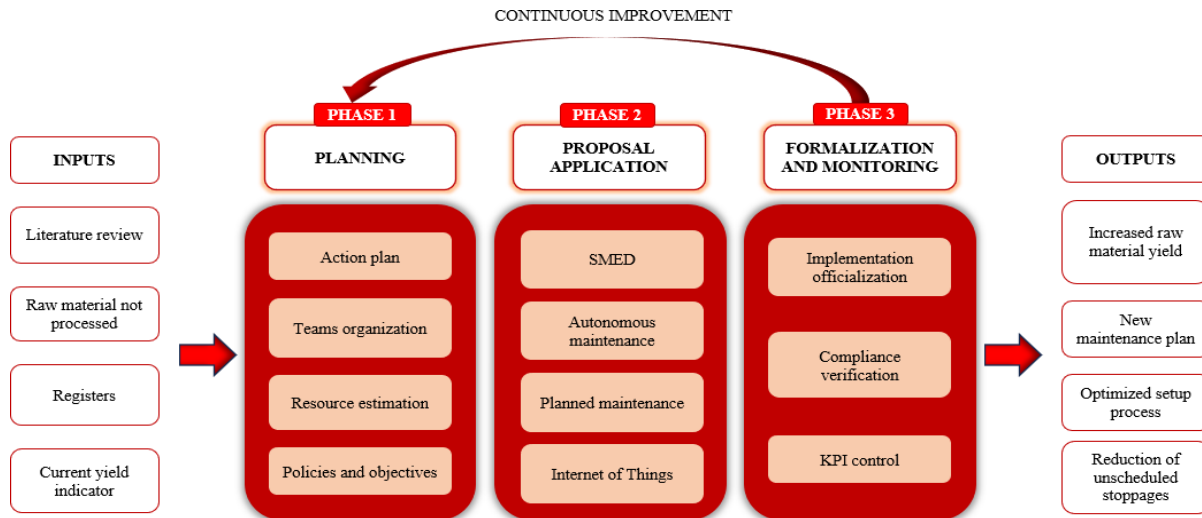 CONTINUOUS IMPROVEMENT
INPUTS
Literature review
Raw material not
processed
Registers
Current yield
indicator
PHASE 1
PLANNING
Action plan
Teams organization
Resource estimation
Policies and objectives
PHASE 2
PROPOSAL
APPLICATION
SMED
Autonomous
maintenance
Planned maintenance
Internet of Things
PHASE 3
FORMALIZATION
AND MONITORING
Implementation
officialization
Compliance
verification
KPI control
OUTPUTS
Increased raw
material yield
New
maintenance plan
Optimized setup
process
Reduction of
unscheduled
stoppages